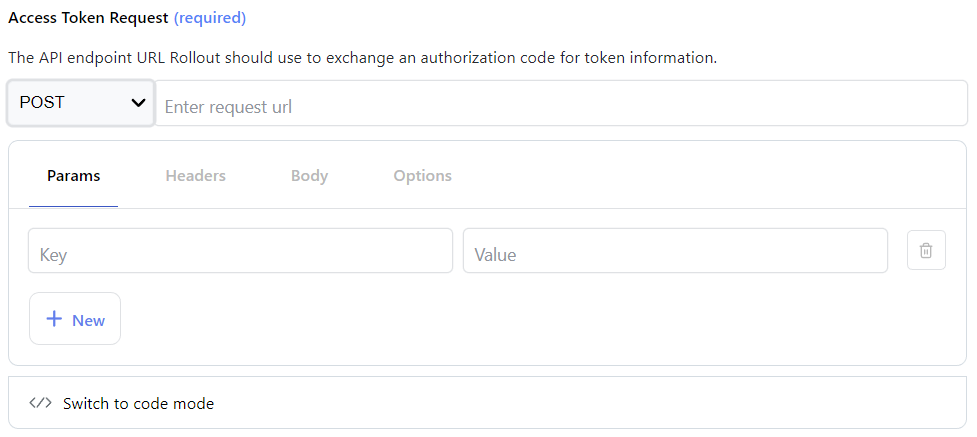 Access Token Request (required)
The API endpoint URL Rollout should use to exchange an authorization code for token information.
POST
Enter request url
Params Headers Body Options
Key Value
New
</> Switch to code mode